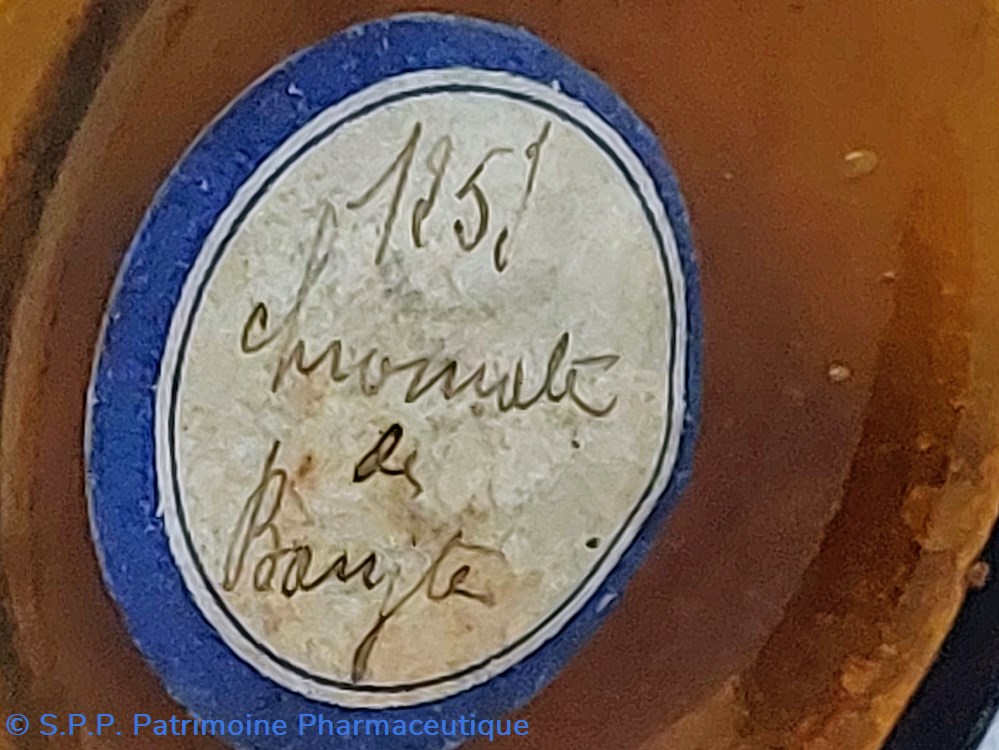 1851
Chromate
de
Baryte
© S.P.P. Patrimoine Pharmaceutique